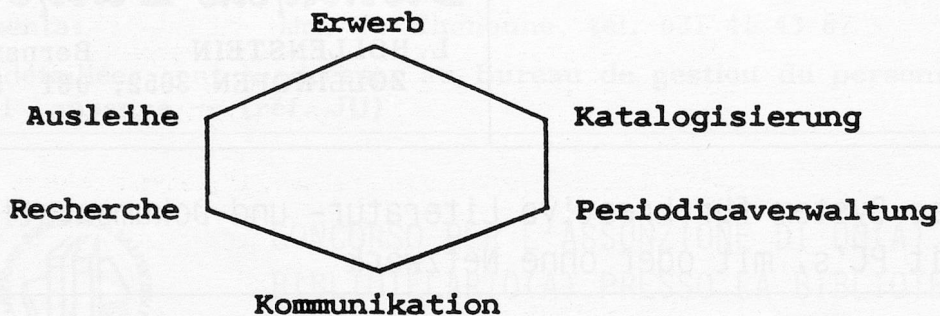 Erwerb
Ausleihe
Katalogisierung
Recherche
Periodicaverwaltung
Kommunikation